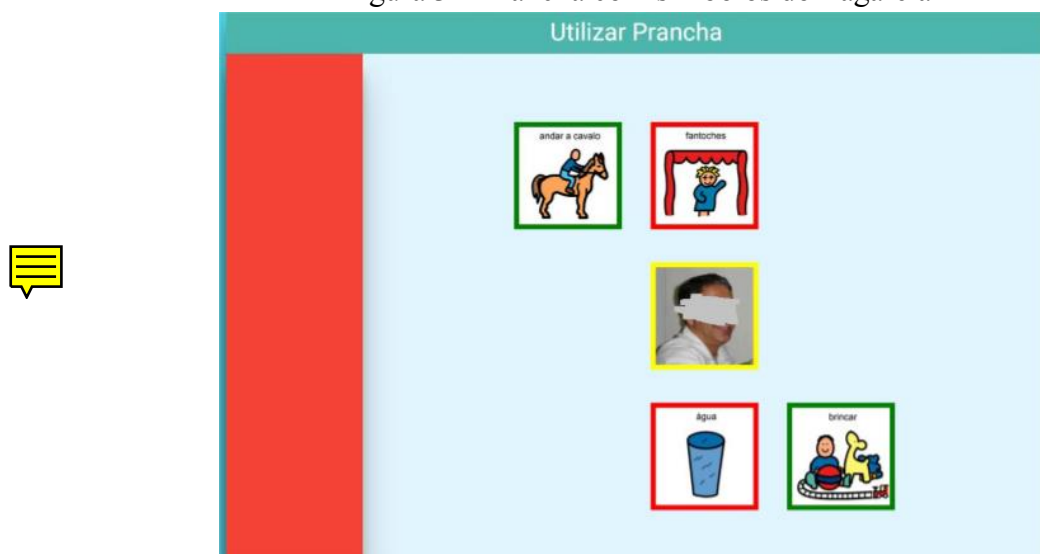 Utilizar Prancha
andar a cavalo
fantoches
água
brincar